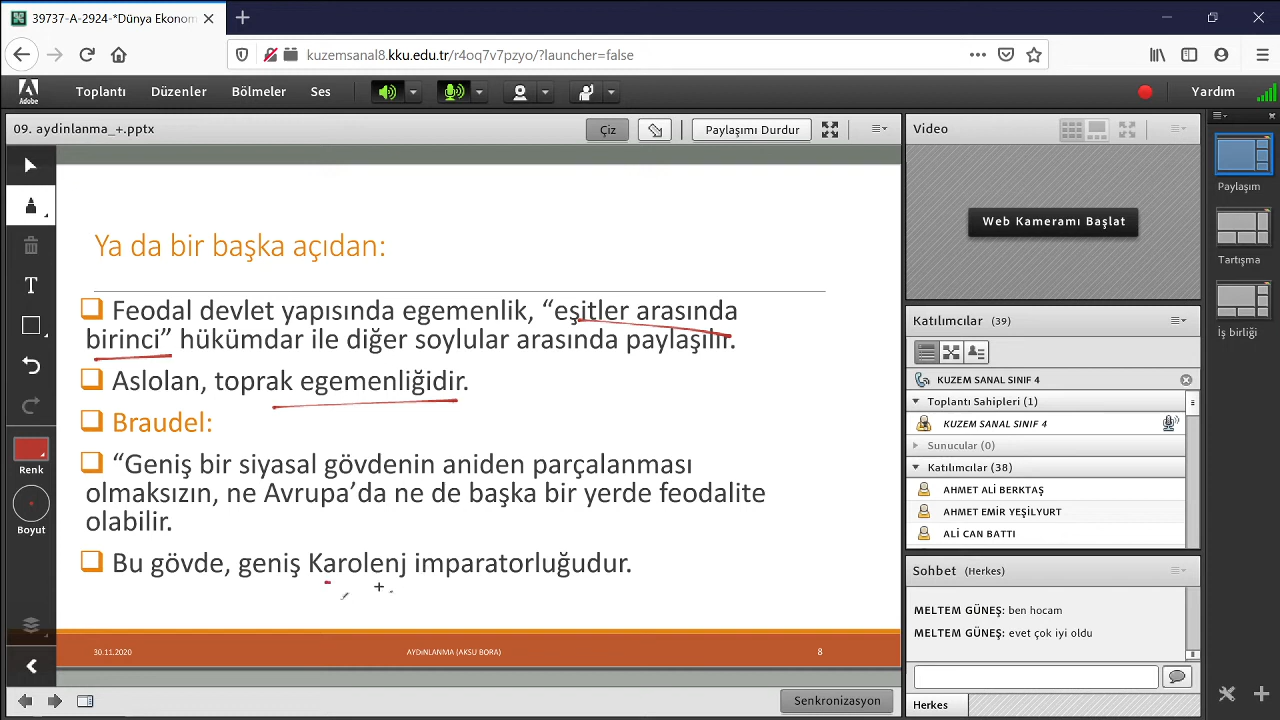 39737-A-2924-*Dünya Ekonom
kuzemsanal8.kku.edu.tr/r4oq7v7pzyo/?launcher=false
Adobe
Toplantı
Düzenler
Bölmeler
Ses
Yardım
09. aydinlanma_+.pptx
Çiz
Paylaşımı Durdur
Renk
Boyut
Ya da bir başka açıdan:
Feodal devlet yapısında egemenlik, “eşitler arasında
birinci” hükümdar ile diğer soylular arasında paylaşılır.
Aslolan, toprak egemenliğidir.
Braudel:
“Geniş bir siyasal gövdenin aniden parçalanması
olmaksızın, ne Avrupa’da ne de başka bir yerde feodalite
olabilir.
Bu gövde, geniş Karolenj imparatorluğudur.
30.11.2020
AYDıNLANMA (AKSU BORA)
8
Senkronizasyon
Video
Web Kameramı Başlat
Katılımcılar (39)
KUZEM SANAL SINIF 4
Toplantı Sahipleri (1)
KUZEM SANAL SINIF 4
Sunucular (0)
Katılımcılar (38)
AHMET ALİ BERKTAŞ
AHMET EMİR YEŞİLYURT
ALİ CAN BATTI
Sohbet (Herkes)
MELTEM GÜNEŞ: ben hocam
MELTEM GÜNEŞ: evet çok iyi oldu
Herkes
Paylaşım
Tartışma
İş birliği